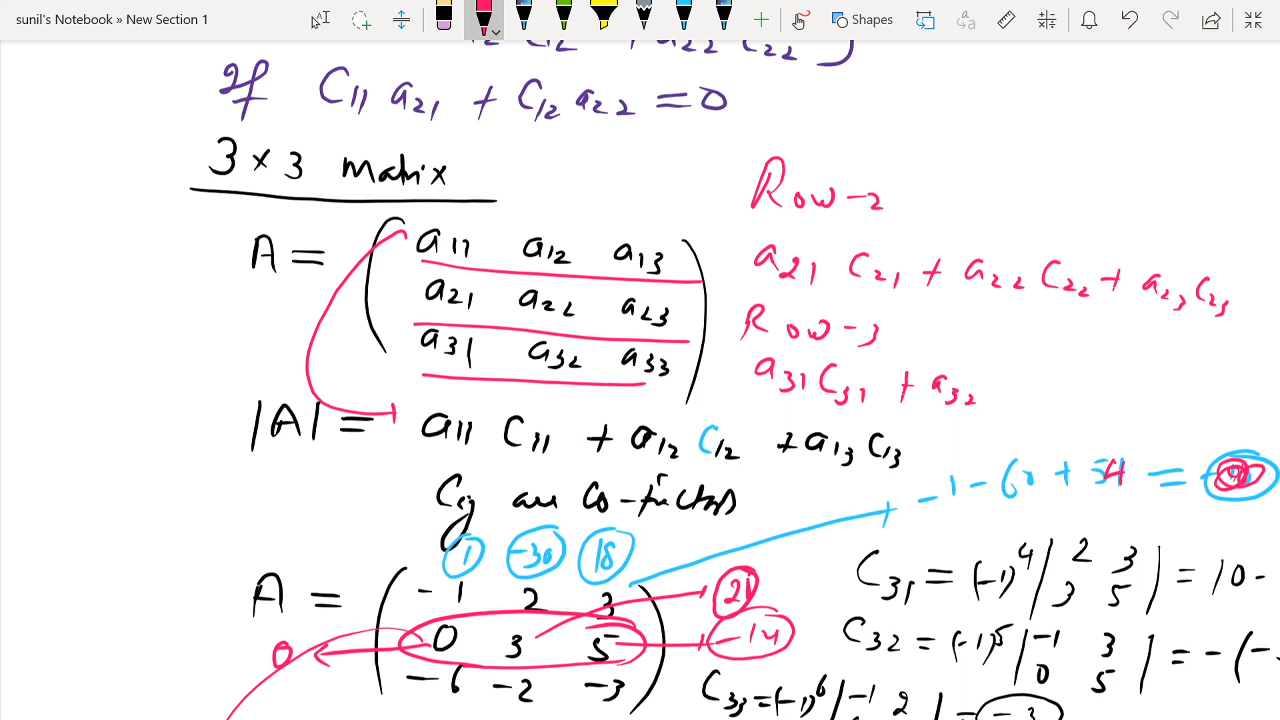 sunil's Notebook » New Section 1
Shapes
If C11 a21 + C12 a22 = 0
3 × 3 matrix
A = ( a11 a12 a13
a21 a22 a23
a31 a32 a33 )
Row-2
a21 C21 + a22 C22 + a23 C23
Row-3
a31 C31 + a32
|A| = a11 C11 + a12 C12 + a13 C13
Cij are Co-factors
-1 - 60 + 54 =
1 -30 18
A = ( -1 2 3
0 3 5
-6 -2 -3 )
0
21
-14
C31 = (-1)^4 | 2 3
3 5 | = 10 -
C32 = (-1)^5 | -1 3
0 5 | = -(-
C33 = (-1)^6 | -1 2 | = -3